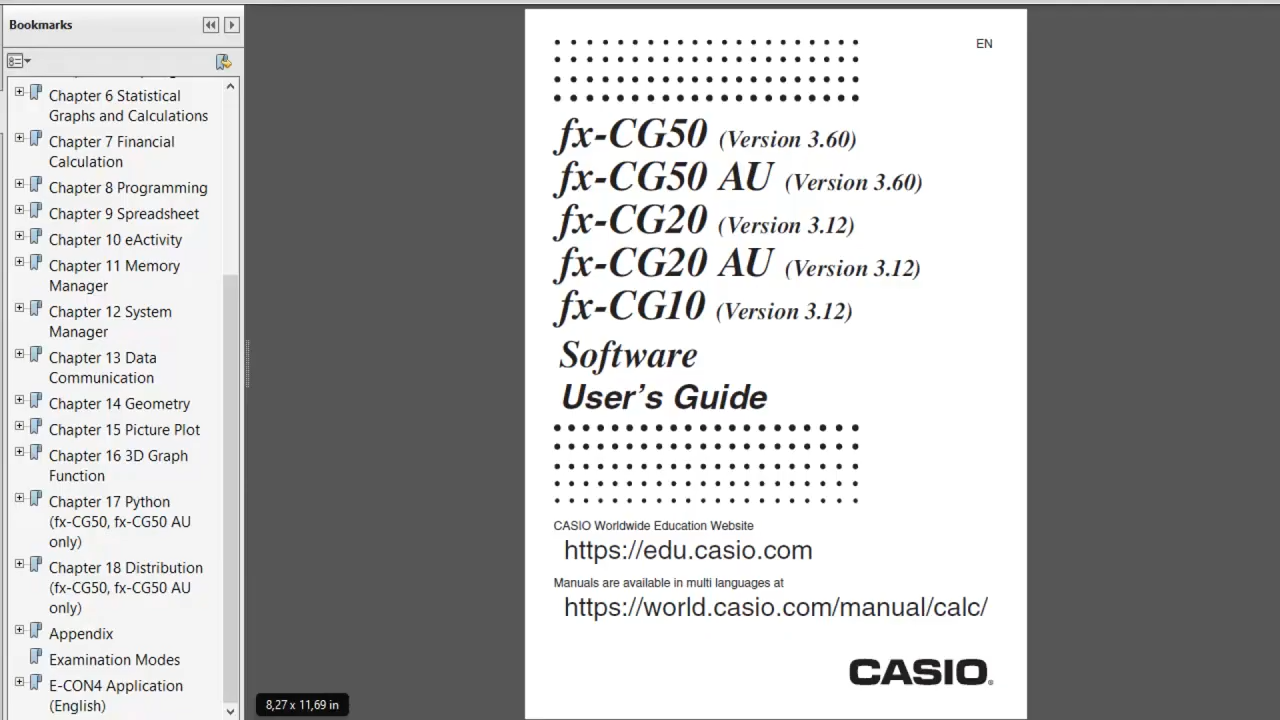 Bookmarks
Chapter 6 Statistical
Graphs and Calculations
Chapter 7 Financial
Calculation
Chapter 8 Programming
Chapter 9 Spreadsheet
Chapter 10 eActivity
Chapter 11 Memory
Manager
Chapter 12 System
Manager
Chapter 13 Data
Communication
Chapter 14 Geometry
Chapter 15 Picture Plot
Chapter 16 3D Graph
Function
Chapter 17 Python
(fx-CG50, fx-CG50 AU
only)
Chapter 18 Distribution
(fx-CG50, fx-CG50 AU
only)
Appendix
Examination Modes
E-CON4 Application
(English)
8,27 x 11,69 in
EN
fx-CG50 (Version 3.60)
fx-CG50 AU (Version 3.60)
fx-CG20 (Version 3.12)
fx-CG20 AU (Version 3.12)
fx-CG10 (Version 3.12)
Software
User's Guide
CASIO Worldwide Education Website
https://edu.casio.com
Manuals are available in multi languages at
https://world.casio.com/manual/calc/
CASIO®